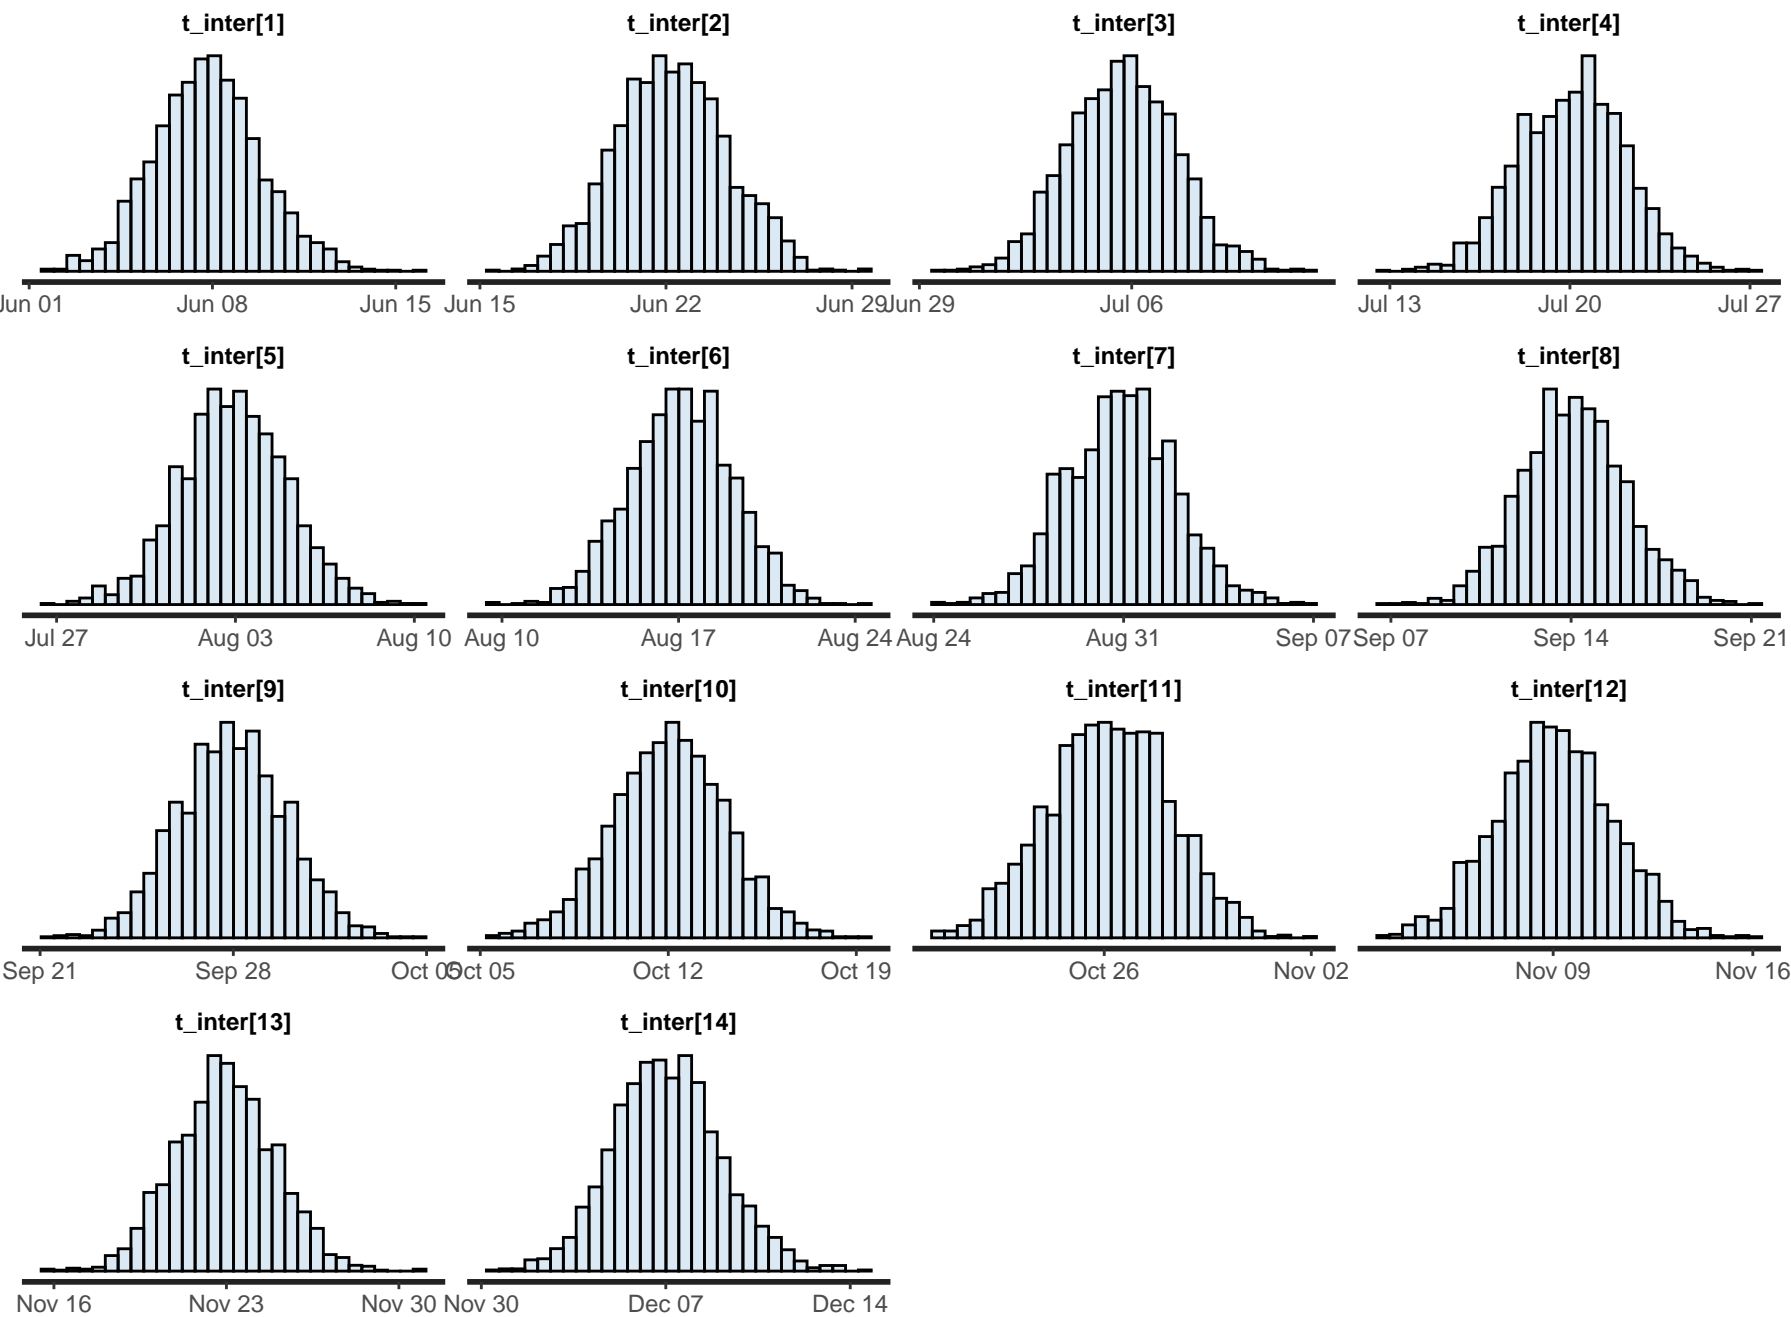 t_inter[1] t_inter[2] t_inter[3] t_inter[4]
Jun 01 Jun 08 Jun 15 Jun 15 Jun 22 Jun 29 Jun 29 Jul 06 Jul 13 Jul 20 Jul 27
t_inter[5] t_inter[6] t_inter[7] t_inter[8]
Jul 27 Aug 03 Aug 10 Aug 10 Aug 17 Aug 24 Aug 24 Aug 31 Sep 07 Sep 07 Sep 14 Sep 21
t_inter[9] t_inter[10] t_inter[11] t_inter[12]
Sep 21 Sep 28 Oct 05 Oct 05 Oct 12 Oct 19 Oct 26 Nov 02 Nov 09 Nov 16
t_inter[13] t_inter[14]
Nov 16 Nov 23 Nov 30 Nov 30 Dec 07 Dec 14